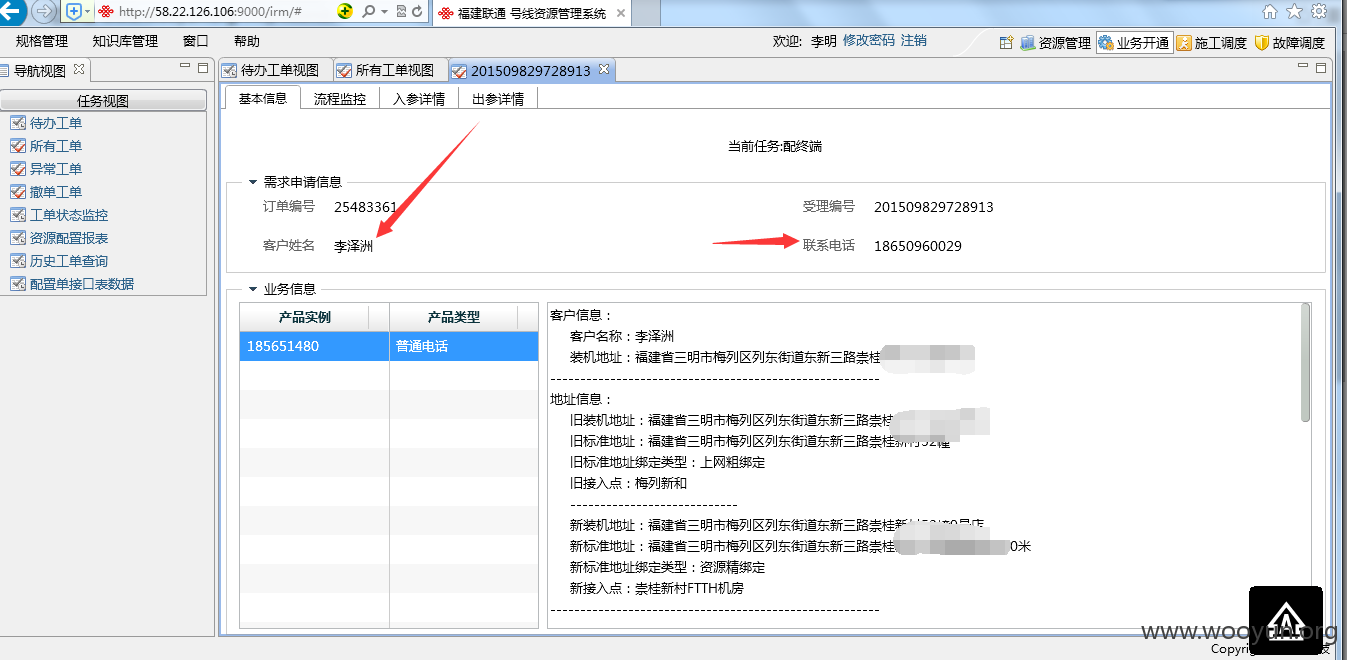 http://58.22.126.106:9000/irm/#
福建联通 号线资源管理系统
规格管理 知识库管理 窗口 帮助
欢迎: 李明 修改密码 注销
资源管理 业务开通 施工调度 故障调度
导航视图
待办工单视图 所有工单视图 201509829728913
任务视图
待办工单
所有工单
异常工单
撤单工单
工单状态监控
资源配置报表
历史工单查询
配置单接口表数据
基本信息 流程监控 入参详情 出参详情
当前任务:配终端
需求申请信息
订单编号 25483361
受理编号 201509829728913
客户姓名 李泽洲
联系电话 18650960029
业务信息
产品实例 产品类型
185651480 普通电话
客户信息：
客户名称：李泽洲
装机地址：福建省三明市梅列区列东街道东新三路崇桂
地址信息：
旧装机地址：福建省三明市梅列区列东街道东新三路崇桂
旧标准地址：福建省三明市梅列区列东街道东新三路崇桂新村52幢
旧标准地址绑定类型：上网粗绑定
旧接入点：梅列新和
新装机地址：福建省三明市梅列区列东街道东新三路崇桂
新标准地址：福建省三明市梅列区列东街道东新三路崇桂 0米
新标准地址绑定类型：资源精绑定
新接入点：崇桂新村FTTH机房
www.wooyun.org